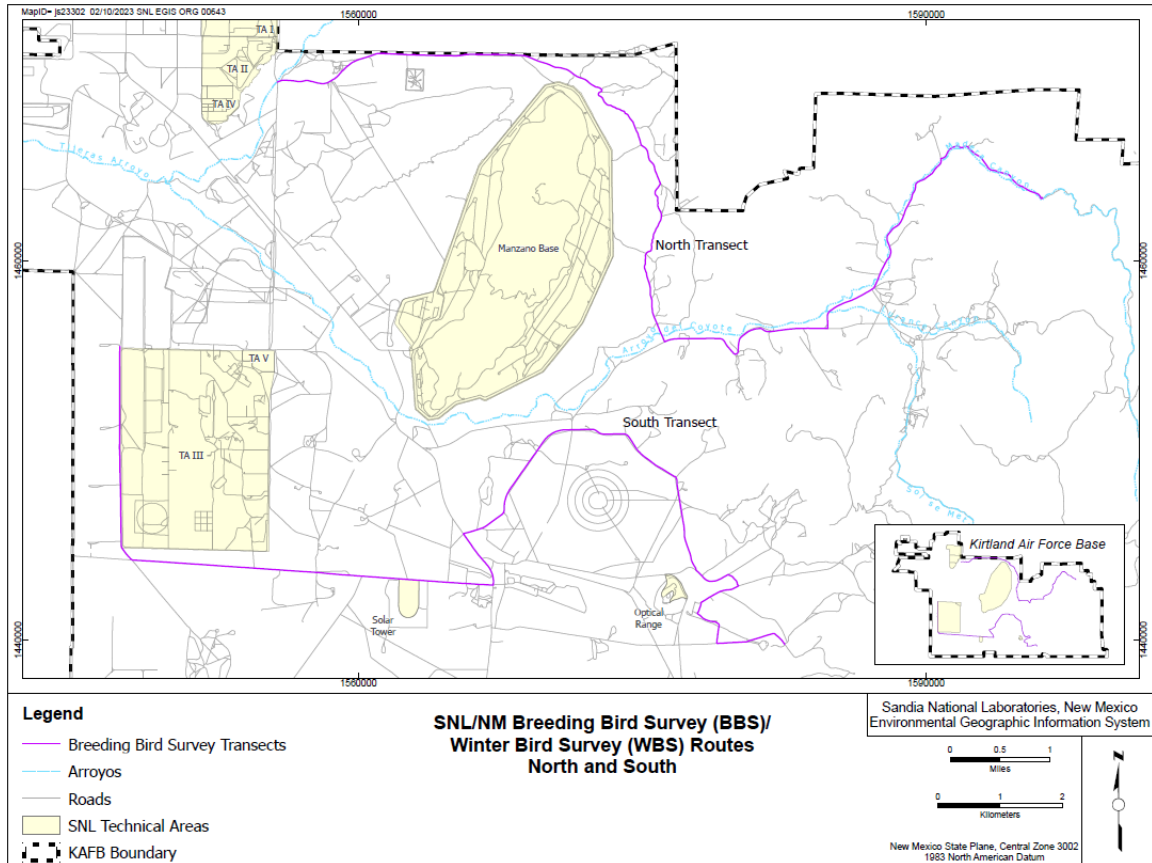 MapID= js23302 02/10/2023 SNL EGIS ORG 00643
1560000
1590000
TA I
TA II
TA IV
Tijeras Arroyo
Manzano Base
North Transect
Madera Canyon
1460000
1460000
Arroyo del Coyote
TA V
South Transect
TA III
Sol se Mete
Kirtland Air Force Base
Solar
Tower
Optical
Range
1440000
1440000
1560000
1590000
Legend
Breeding Bird Survey Transects
Arroyos
Roads
SNL Technical Areas
KAFB Boundary
SNL/NM Breeding Bird Survey (BBS)/
Winter Bird Survey (WBS) Routes
North and South
Sandia National Laboratories, New Mexico
Environmental Geographic Information System
0 0.5 1
Miles
0 1 2
Kilometers
N
New Mexico State Plane, Central Zone 3002
1983 North American Datum